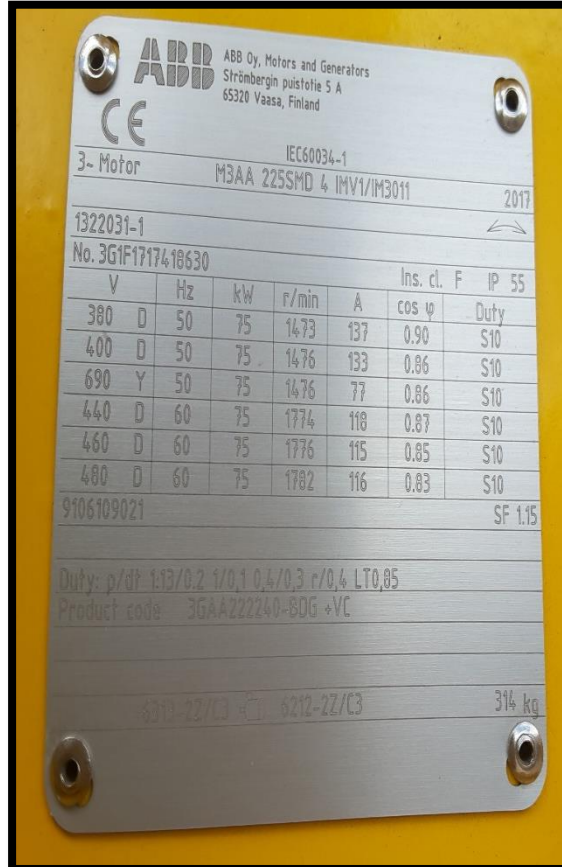 ABB
ABB Oy, Motors and Generators
Strömbergin puistotie 5 A
65320 Vaasa, Finland
CE
IEC60034-1
3~ Motor M3AA 225SMD 4 IMV1/IM3011 2017
1322031-1
No. 3G1F1717418630 Ins. cl. F IP 55
V Hz kW r/min A cos φ Duty
380 D 50 75 1473 137 0.90 S10
400 D 50 75 1476 133 0.86 S10
690 Y 50 75 1476 77 0.86 S10
440 D 60 75 1774 118 0.87 S10
460 D 60 75 1776 115 0.85 S10
480 D 60 75 1782 116 0.83 S10
9106109021 SF 1.15
Duty: p/dt 1.13/0.2 1/0,1 0,4/0,3 r/0,4 LT0,85
Product code 3GAA222240-BDG +VC
6313-2Z/C3 6212-2Z/C3 314 kg